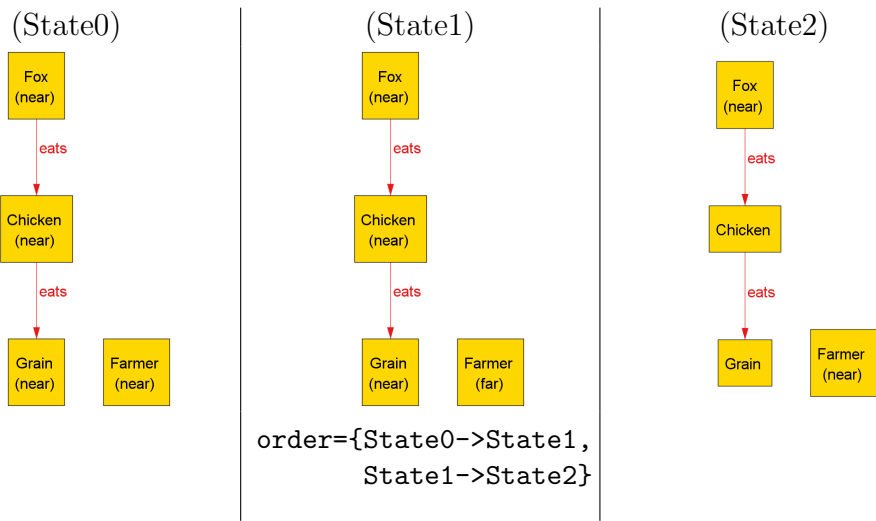 (State0)
Fox
(near)
eats
Chicken
(near)
eats
Grain
(near)
Farmer
(near)
(State1)
Fox
(near)
eats
Chicken
(near)
eats
Grain
(near)
Farmer
(far)
order={State0->State1,
State1->State2}
(State2)
Fox
(near)
eats
Chicken
eats
Grain
Farmer
(near)